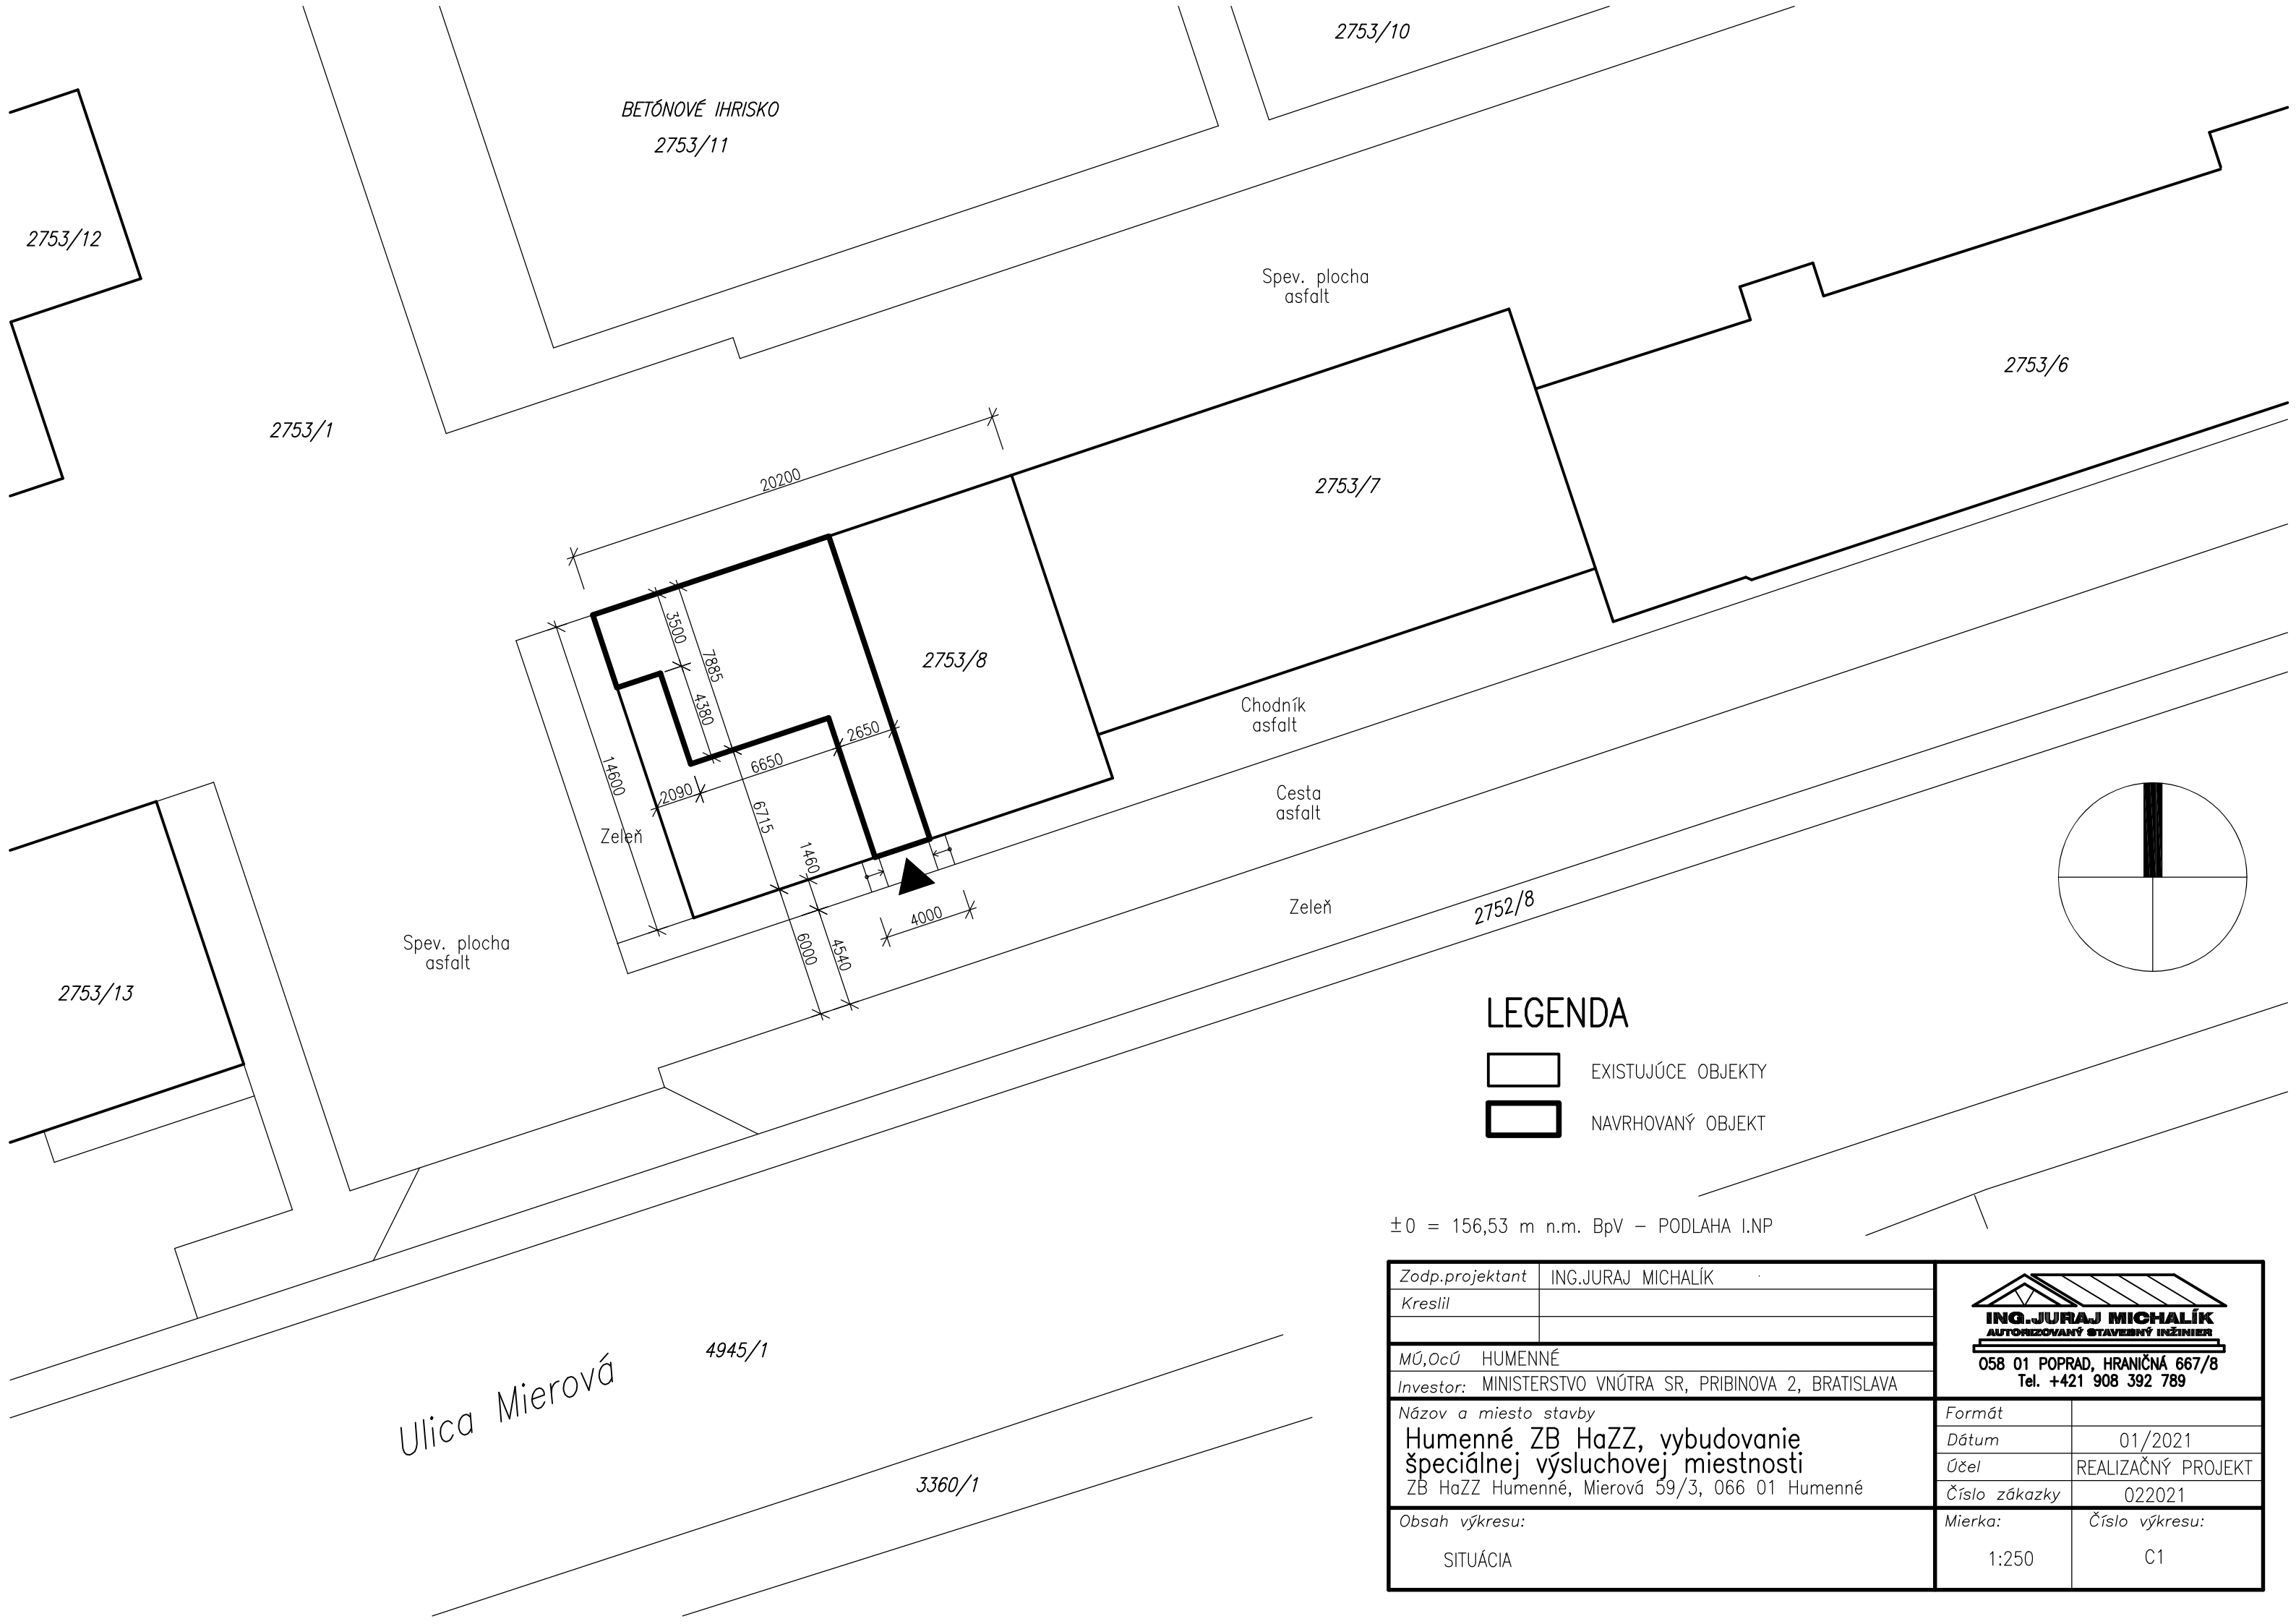 2753/10
BETÓNOVÉ IHRISKO
2753/11
2753/12
Spev. plocha
asfalt
2753/6
2753/1
20200
2753/7
3500
7885
2753/8
4380
Chodník
asfalt
2650
6650
14600
2090
6715
Cesta
asfalt
Zeleň
1460
4000
Zeleň
2752/8
Spev. plocha
asfalt
6000
4540
2753/13
LEGENDA
EXISTUJÚCE OBJEKTY
NAVRHOVANÝ OBJEKT
±0 = 156,53 m n.m. BpV – PODLAHA I.NP
4945/1
Ulica Mierová
3360/1
Zodp.projektant ING.JURAJ MICHALÍK
Kreslil
MÚ,OcÚ HUMENNÉ
Investor: MINISTERSTVO VNÚTRA SR, PRIBINOVA 2, BRATISLAVA
ING.JURAJ MICHALÍK
AUTORIZOVANÝ STAVEBNÝ INŽINIER
058 01 POPRAD, HRANIČNÁ 667/8
Tel. +421 908 392 789
Názov a miesto stavby
Humenné ZB HaZZ, vybudovanie
špeciálnej výsluchovej miestnosti
ZB HaZZ Humenné, Mierová 59/3, 066 01 Humenné
Formát
Dátum 01/2021
Účel REALIZAČNÝ PROJEKT
Číslo zákazky 022021
Obsah výkresu:
SITUÁCIA
Mierka:
1:250
Číslo výkresu:
C1